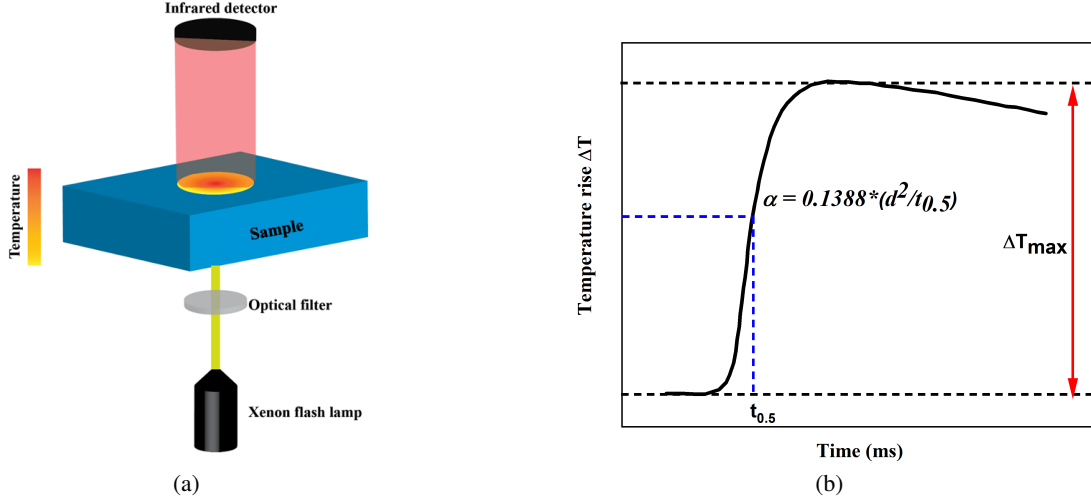 Infrared detector
Temperature
Sample
Optical filter
Xenon flash lamp
(a)
Temperature rise ΔT
α = 0.1388*(d²/t₀.₅)
ΔTmax
t₀.₅
Time (ms)
(b)